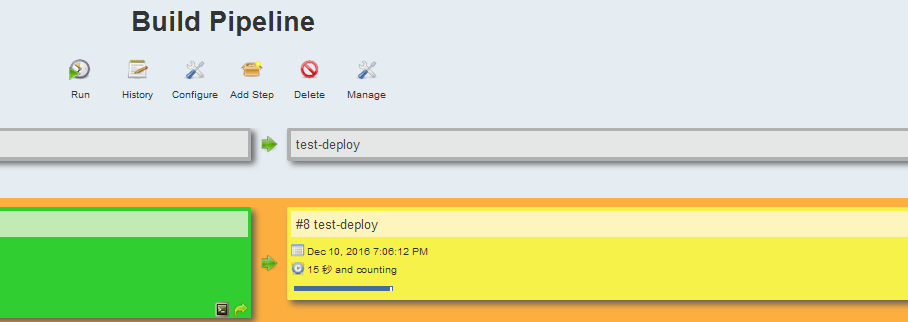 Build Pipeline
Run History Configure Add Step Delete Manage
test-deploy
#8 test-deploy
Dec 10, 2016 7:06:12 PM
15 秒 and counting